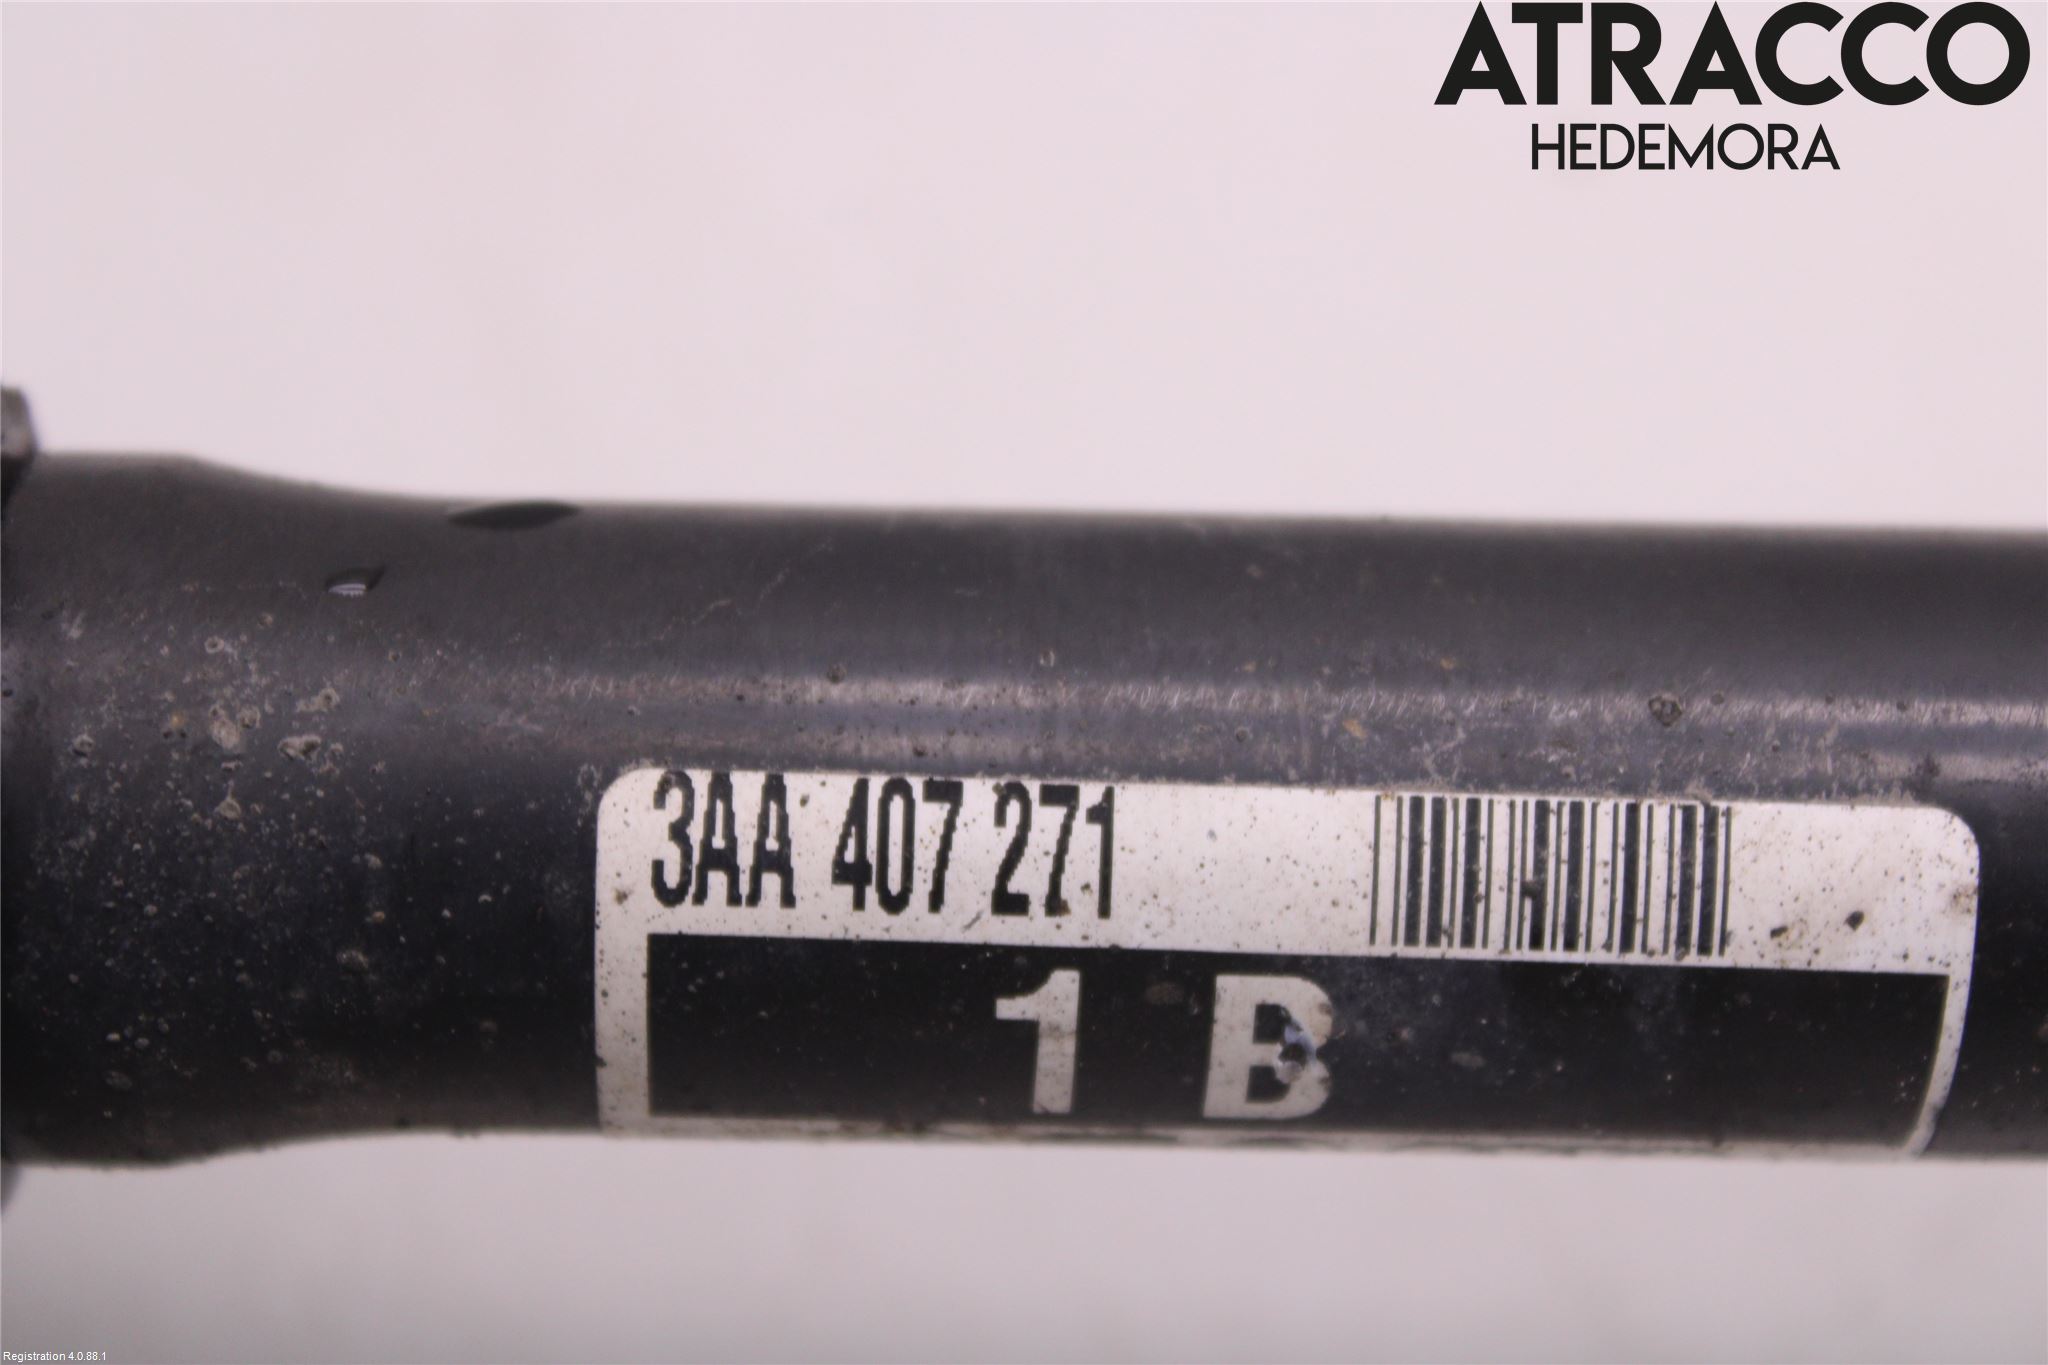 ATRACCO
HEDEMORA
3AA 407 271
1 B
Registration 4.0.88.1